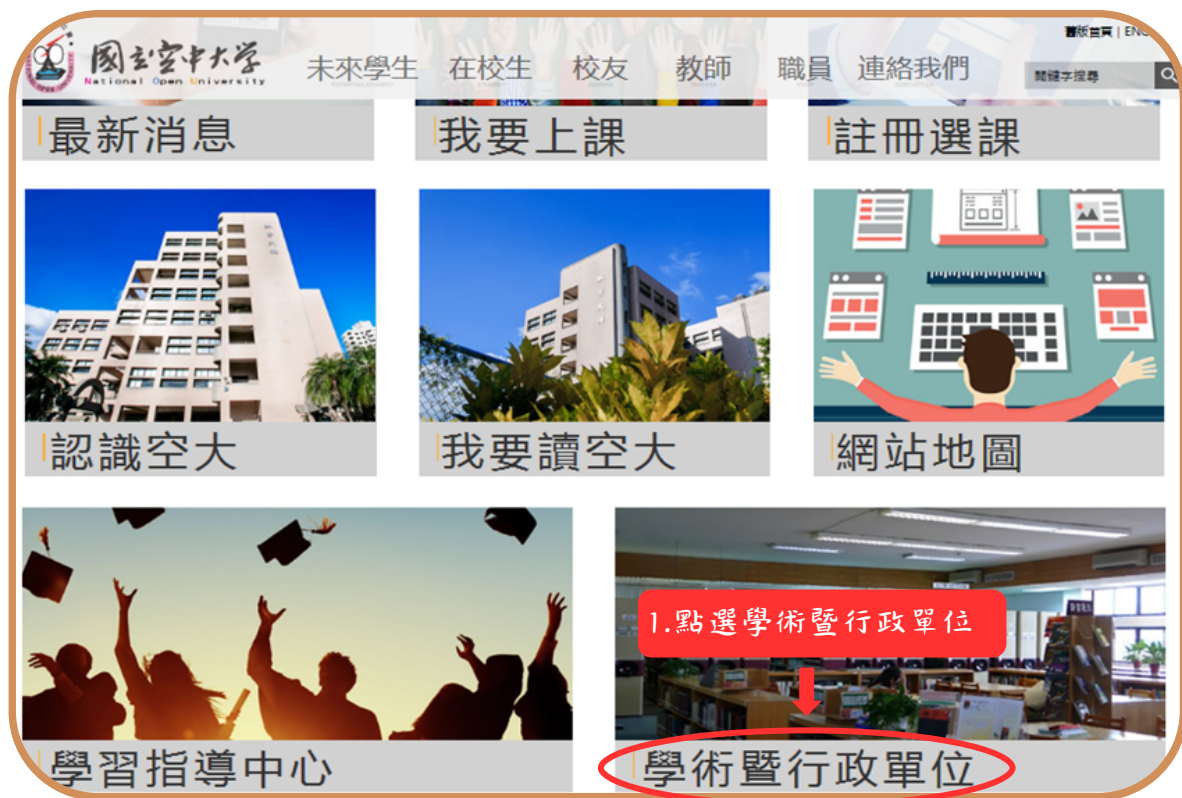 舊版首頁 | EN
國立空中大學
National Open University
未來學生 在校生 校友 教師 職員 連絡我們
關鍵字搜尋
最新消息
我要上課
註冊選課
認識空大
我要讀空大
網站地圖
1.點選學術暨行政單位
學習指導中心
學術暨行政單位